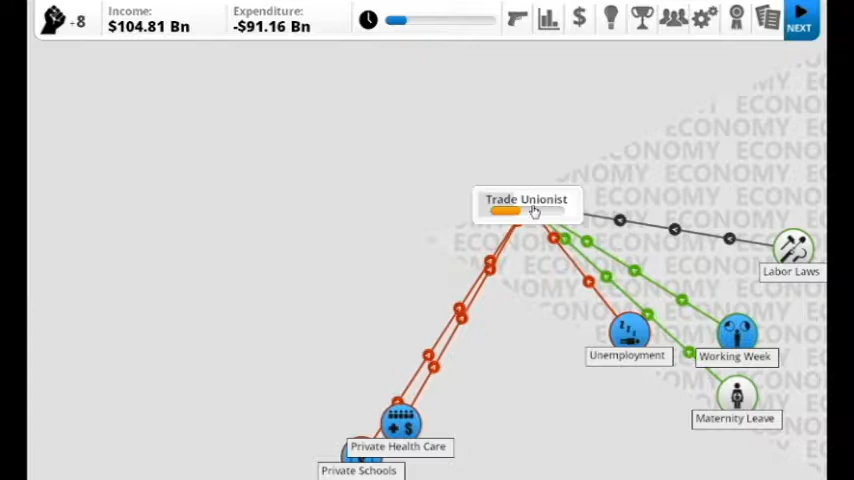 ÷8
Income:
$104.81 Bn
Expenditure:
-$91.16 Bn
$
NEXT
ECONOMY
Trade Unionist
Labor Laws
Unemployment
Working Week
Maternity Leave
Private Health Care
Private Schools